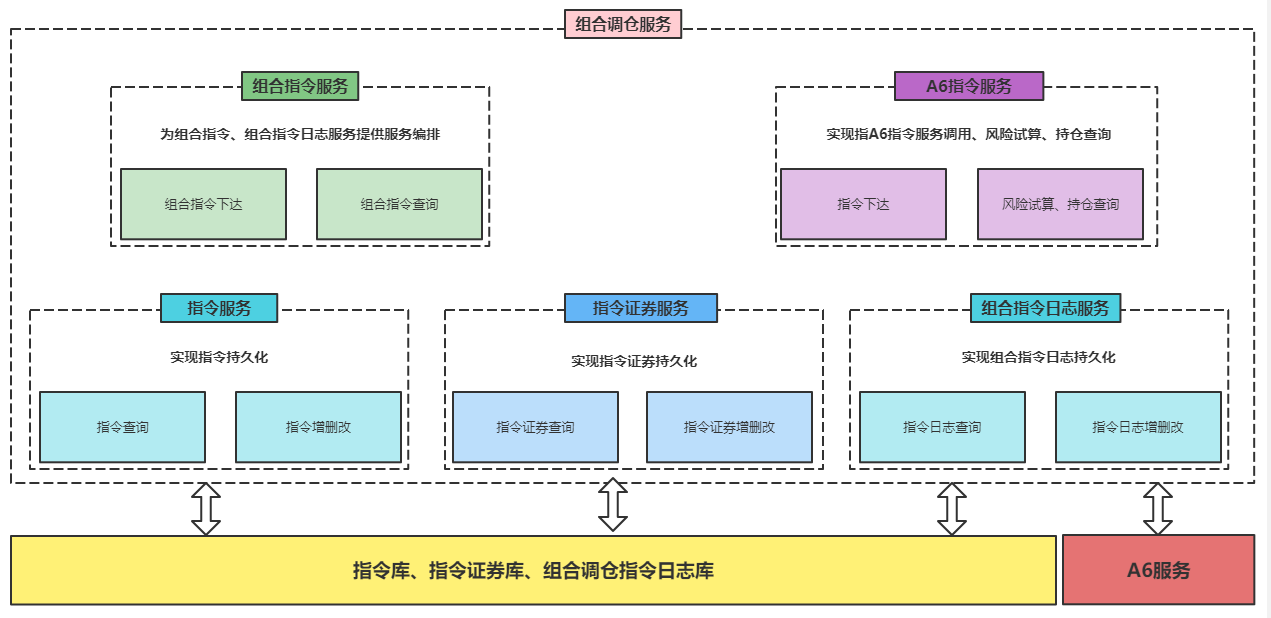 组合调仓服务
组合指令服务
为组合指令、组合指令日志服务提供服务编排
组合指令下达
组合指令查询
A6指令服务
实现指A6指令服务调用、风险试算、持仓查询
指令下达
风险试算、持仓查询
指令服务
实现指令持久化
指令查询
指令增删改
指令证券服务
实现指令证券持久化
指令证券查询
指令证券增删改
组合指令日志服务
实现组合指令日志持久化
指令日志查询
指令日志增删改
指令库、指令证券库、组合调仓指令日志库
A6服务